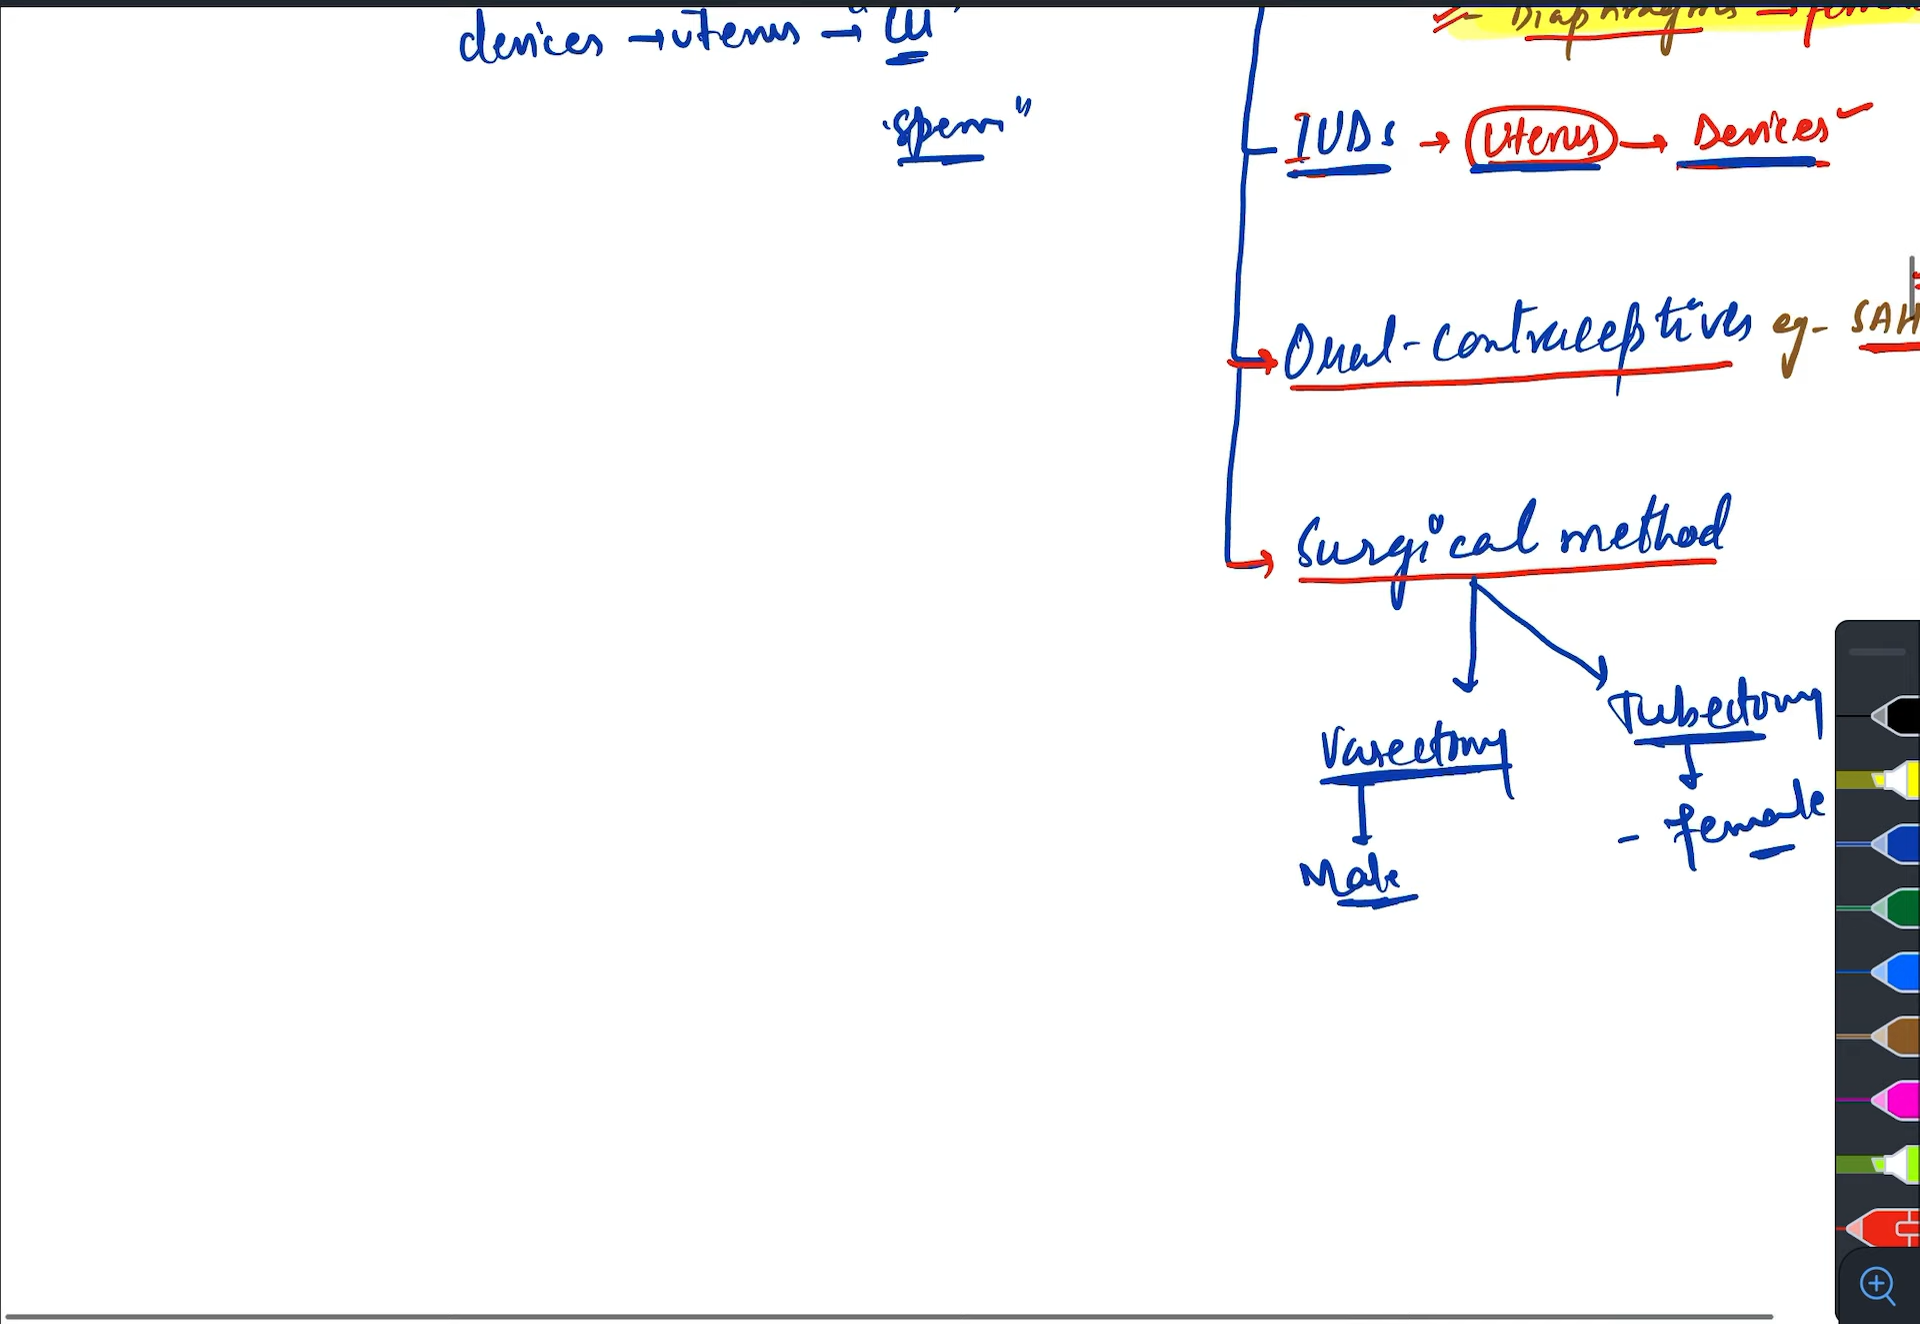 devices → uterus → "Cu"
"sperm"
Diaphragms →
IUDs → Uterus → Devices ✓
Oral-contraceptives eg- SAH
Surgical method
Vasectomy
Tubectomy
Male
- female